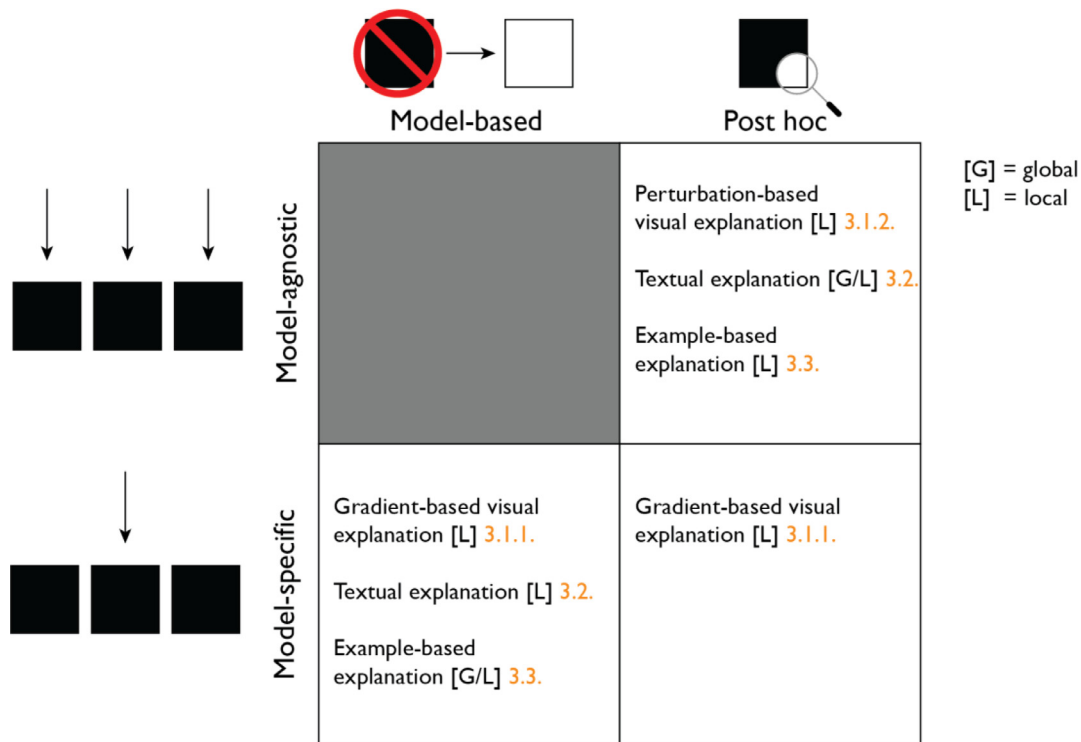 Model-based
Post hoc
[G] = global
[L] = local
Model-agnostic
Perturbation-based
visual explanation [L] 3.1.2.
Textual explanation [G/L] 3.2.
Example-based
explanation [L] 3.3.
Model-specific
Gradient-based visual
explanation [L] 3.1.1.
Textual explanation [L] 3.2.
Example-based
explanation [G/L] 3.3.
Gradient-based visual
explanation [L] 3.1.1.